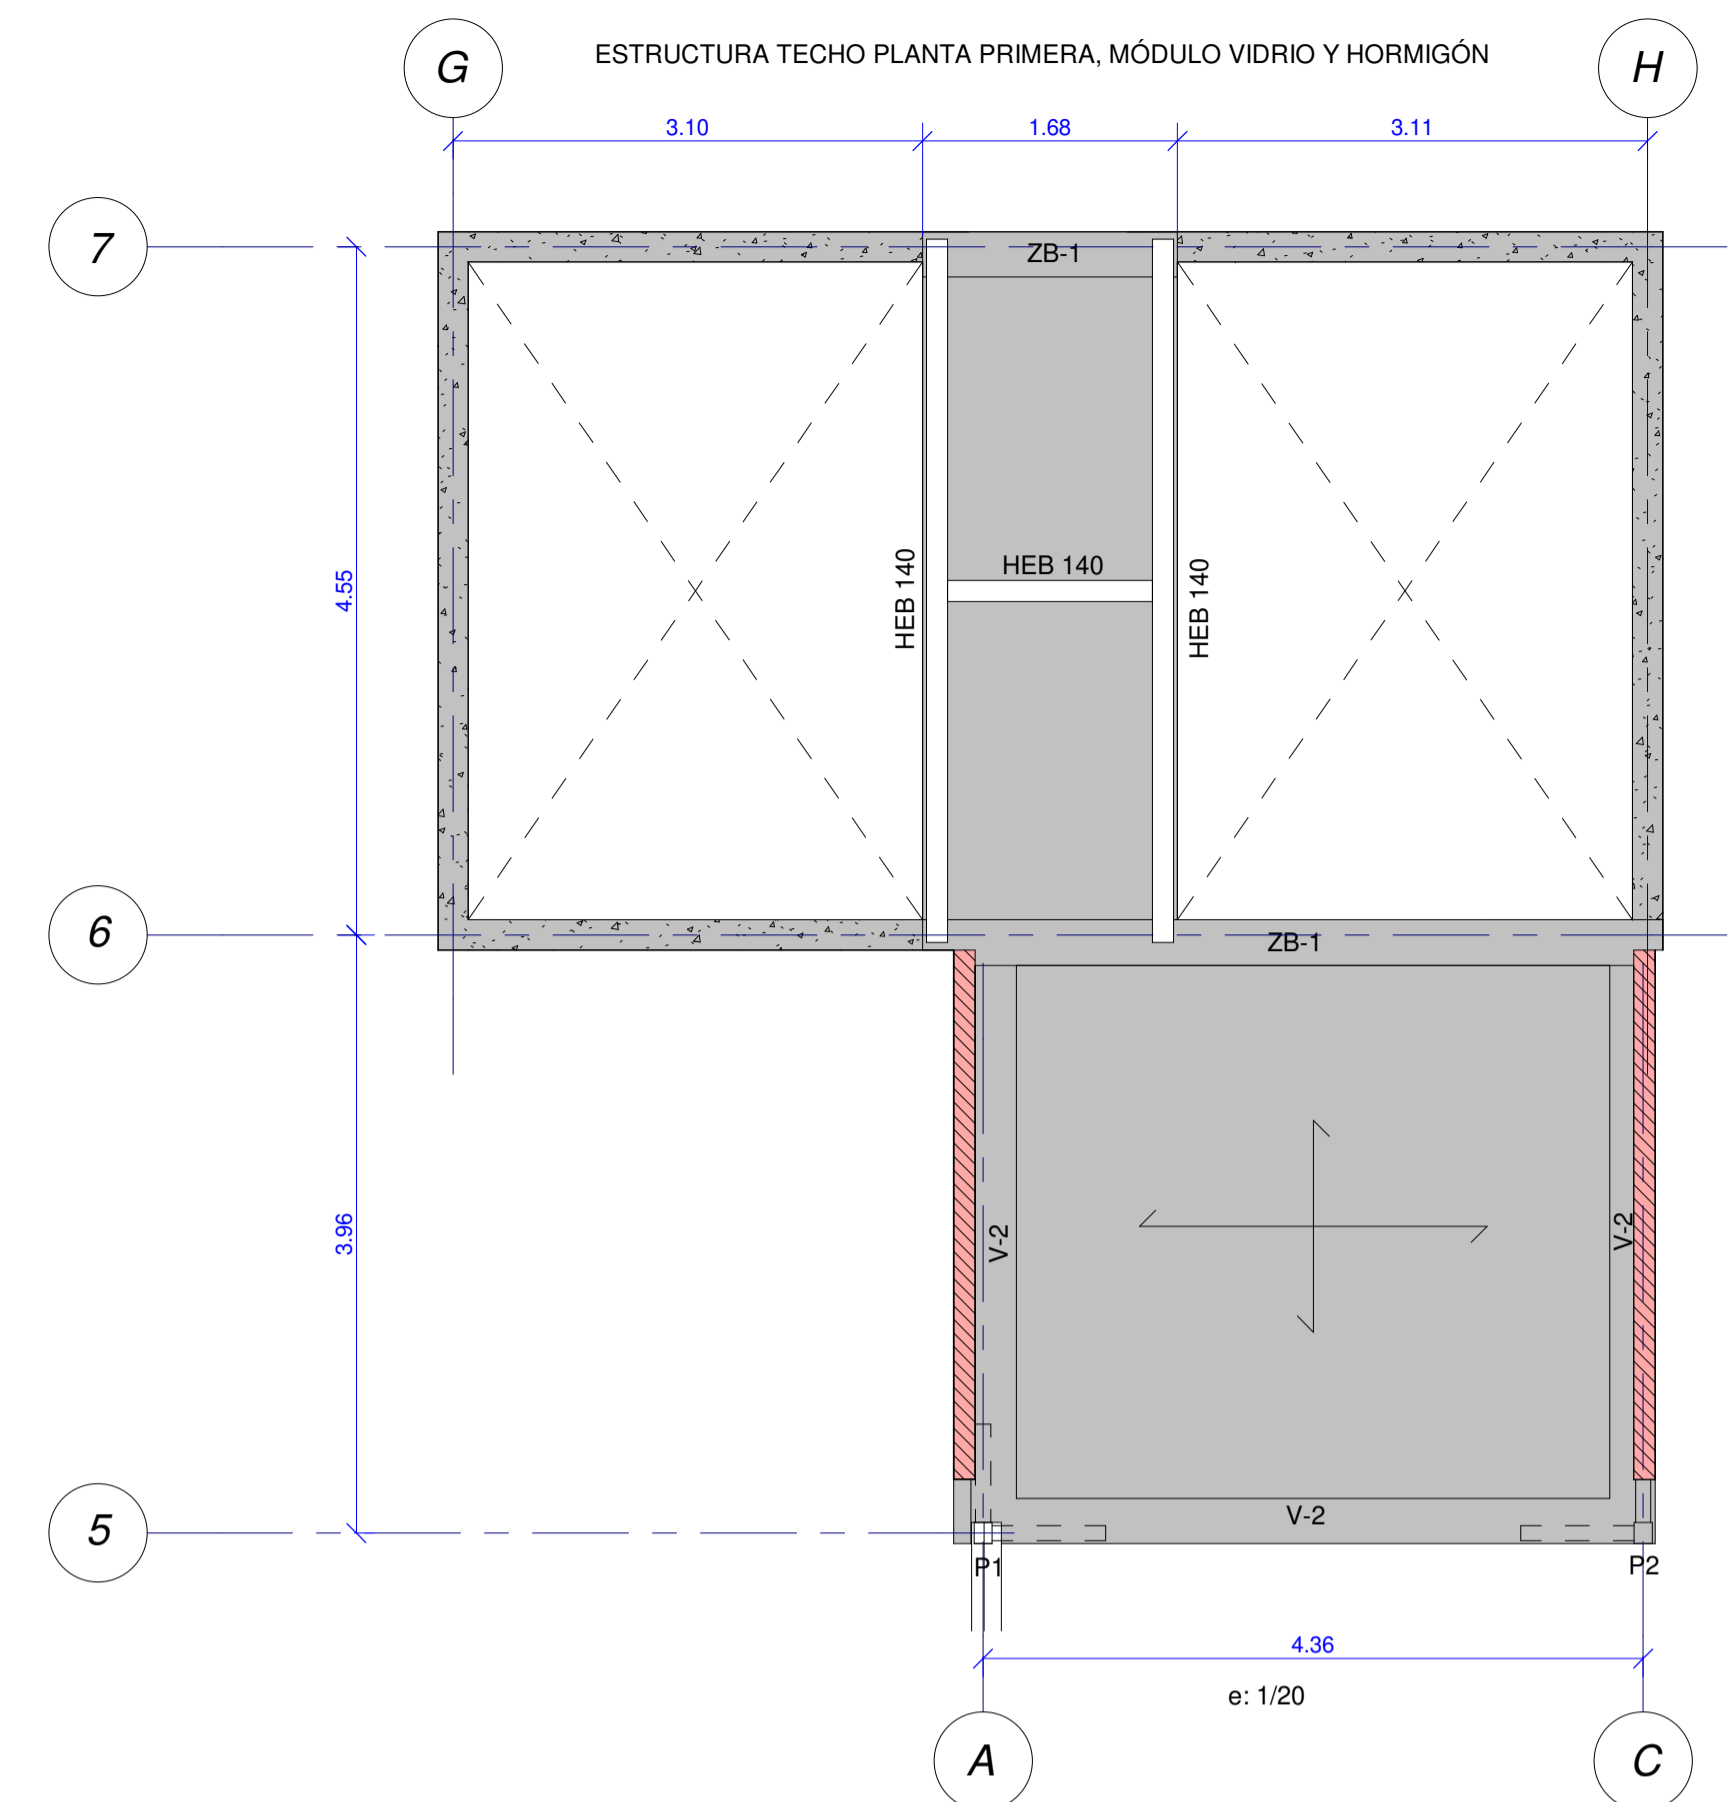 G
ESTRUCTURA TECHO PLANTA PRIMERA, MÓDULO VIDRIO Y HORMIGÓN
H
3.10
1.68
3.11
7
ZB-1
4.55
HEB 140
HEB 140
HEB 140
6
ZB-1
3.96
V-2
V-2
5
V-2
P1
P2
4.36
e: 1/20
A
C